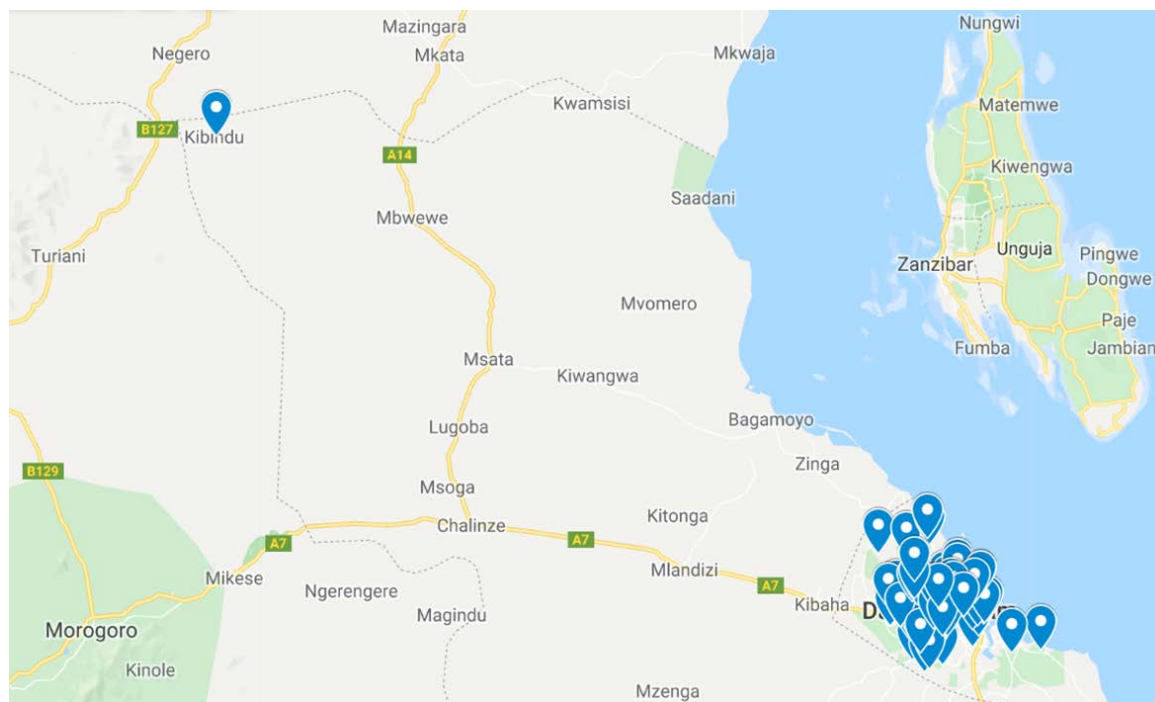 Nungwi
Mazingara
Negero
Mkata
Mkwaja
Kwamsisi
Matemwe
B127
Kibindu
A14
Kiwengwa
Saadani
Mbwewe
Turiani
Unguja
Pingwe
Zanzibar
Dongwe
Mvomero
Paje
Fumba
Jambian
Msata
Kiwangwa
Bagamoyo
Lugoba
Zinga
B129
Msoga
Kitonga
Chalinze
A7
A7
Mlandizi
Mikese
A7
Ngerengere
Kibaha
Magindu
Morogoro
Kinole
Mzenga